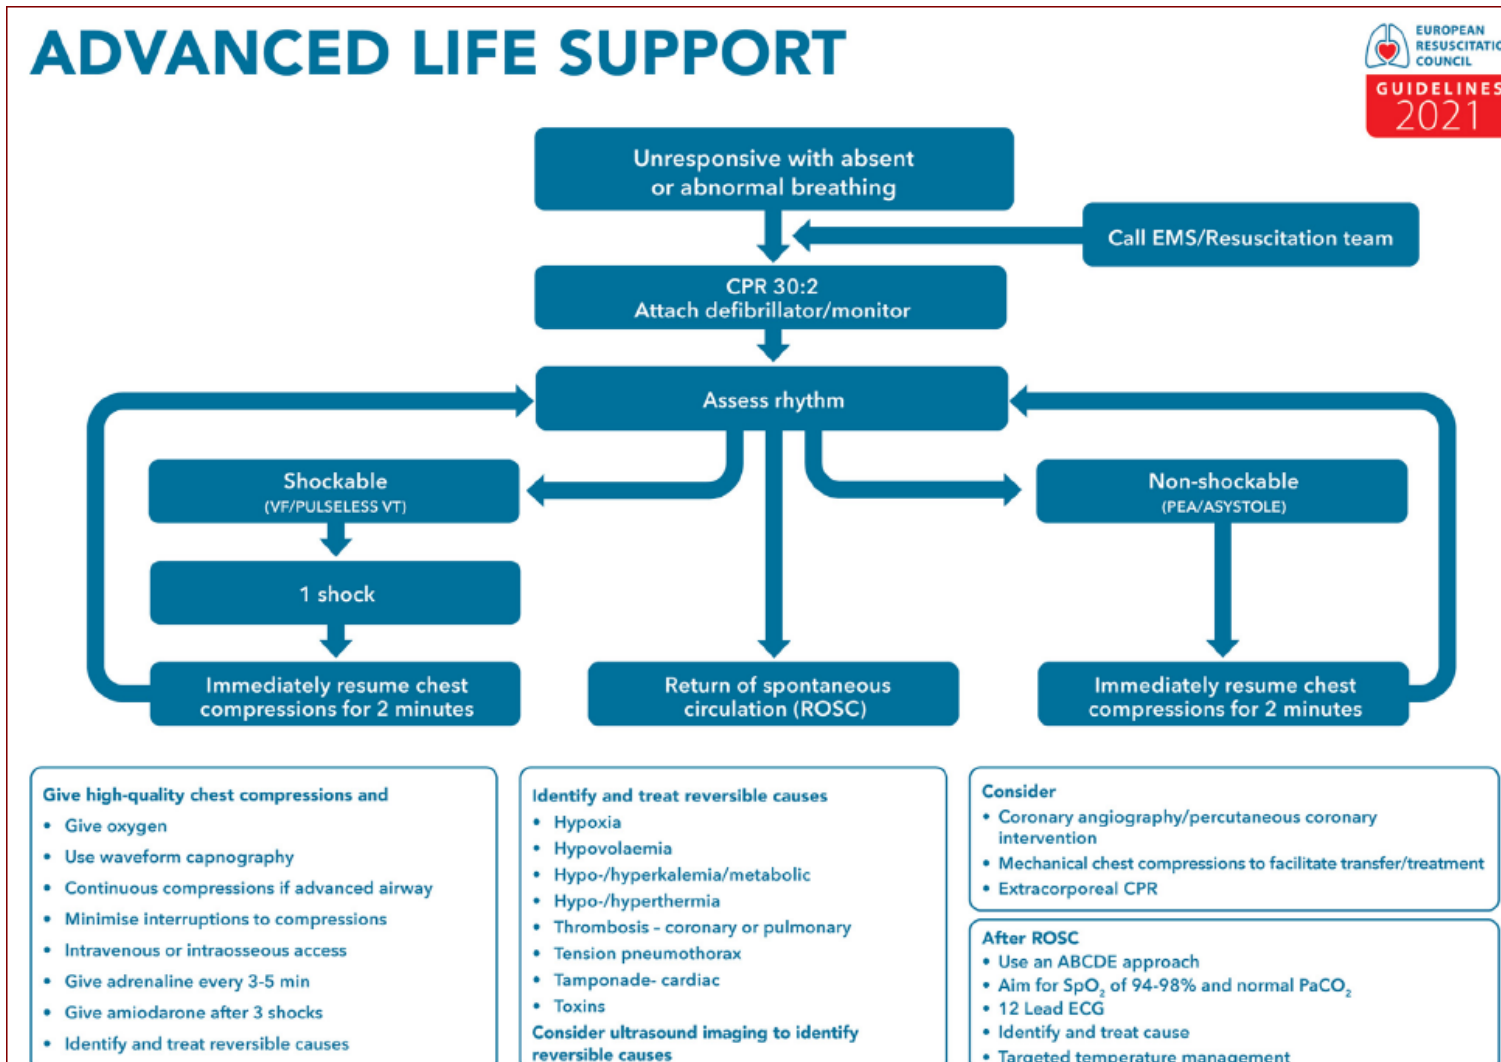 ADVANCED LIFE SUPPORT
EUROPEAN
RESUSCITATIO
COUNCIL
GUIDELINES
2021
Unresponsive with absent
or abnormal breathing
Call EMS/Resuscitation team
CPR 30:2
Attach defibrillator/monitor
Assess rhythm
Shockable
(VF/PULSELESS VT)
Non-shockable
(PEA/ASYSTOLE)
1 shock
Immediately resume chest
compressions for 2 minutes
Return of spontaneous
circulation (ROSC)
Immediately resume chest
compressions for 2 minutes
Give high-quality chest compressions and
• Give oxygen
• Use waveform capnography
• Continuous compressions if advanced airway
• Minimise interruptions to compressions
• Intravenous or intraosseous access
• Give adrenaline every 3-5 min
• Give amiodarone after 3 shocks
• Identify and treat reversible causes
Identify and treat reversible causes
• Hypoxia
• Hypovolaemia
• Hypo-/hyperkalemia/metabolic
• Hypo-/hyperthermia
• Thrombosis – coronary or pulmonary
• Tension pneumothorax
• Tamponade- cardiac
• Toxins
Consider ultrasound imaging to identify
reversible causes
Consider
• Coronary angiography/percutaneous coronary
intervention
• Mechanical chest compressions to facilitate transfer/treatment
• Extracorporeal CPR
After ROSC
• Use an ABCDE approach
• Aim for SpO₂ of 94-98% and normal PaCO₂
• 12 Lead ECG
• Identify and treat cause
• Targeted temperature management